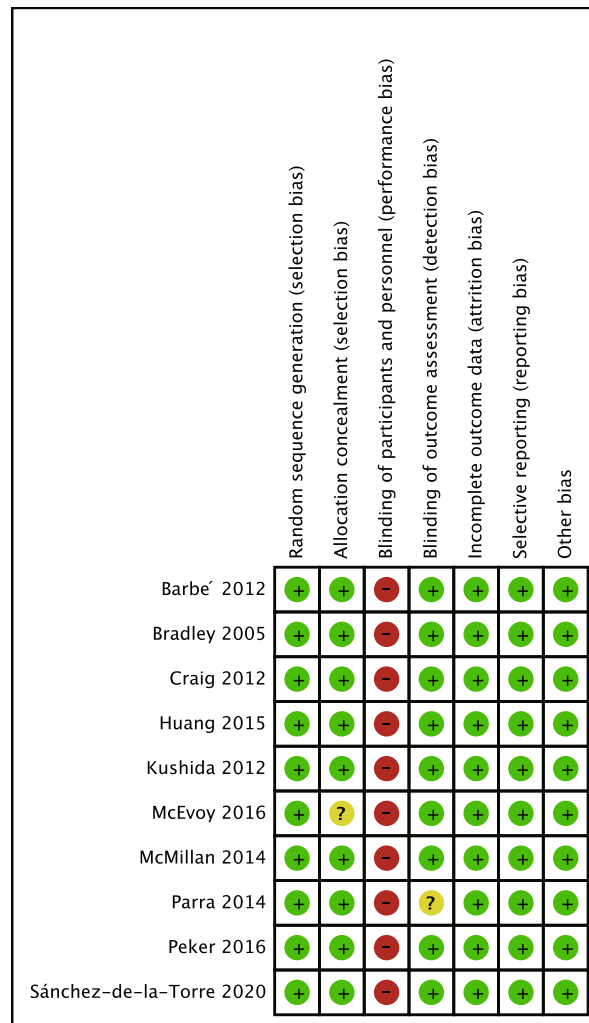 Random sequence generation (selection bias)
Allocation concealment (selection bias)
Blinding of participants and personnel (performance bias)
Blinding of outcome assessment (detection bias)
Incomplete outcome data (attrition bias)
Selective reporting (reporting bias)
Other bias
Barbe´ 2012 + + – + + + +
Bradley 2005 + + – + + + +
Craig 2012 + + – + + + +
Huang 2015 + + – + + + +
Kushida 2012 + + – + + + +
McEvoy 2016 + ? – + + + +
McMillan 2014 + + – + + + +
Parra 2014 + + – ? + + +
Peker 2016 + + – + + + +
Sánchez-de-la-Torre 2020 + + – + + + +